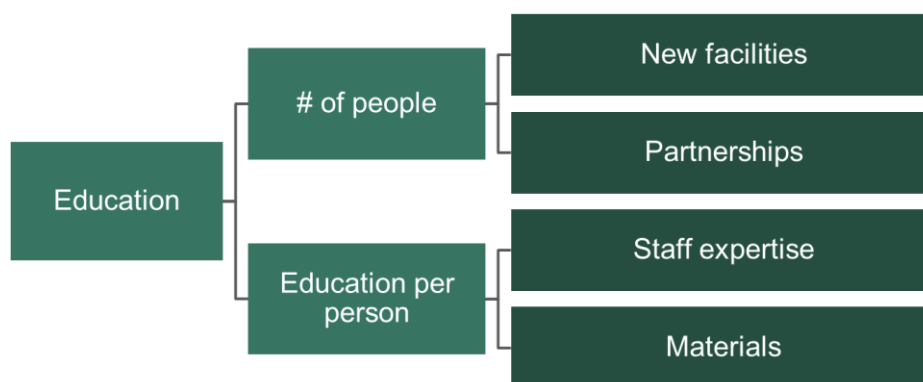 Education
# of people
Education per
person
New facilities
Partnerships
Staff expertise
Materials